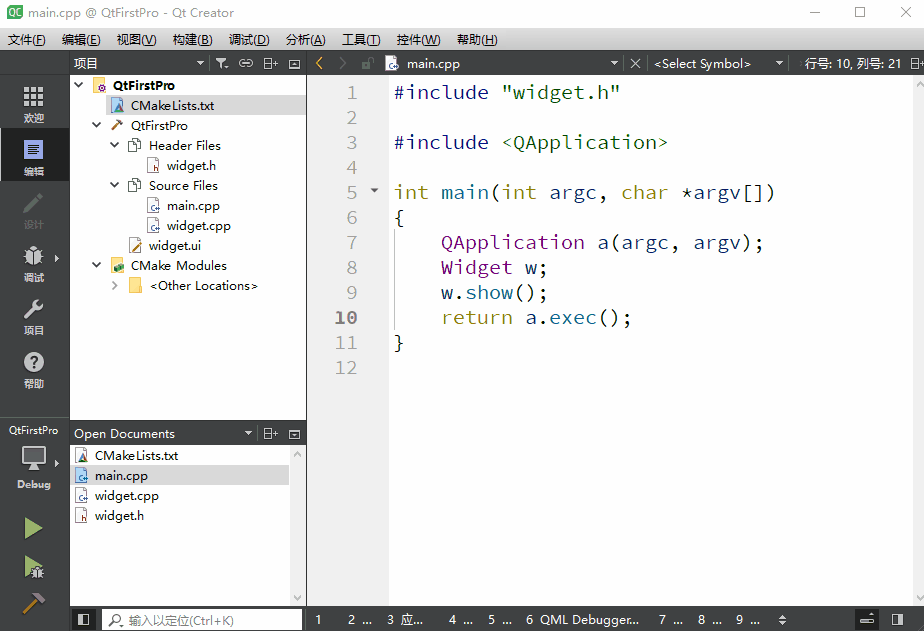 QC main.cpp @ QtFirstPro - Qt Creator
文件(F) 编辑(E) 视图(V) 构建(B) 调试(D) 分析(A) 工具(T) 控件(W) 帮助(H)
项目 main.cpp <Select Symbol> 行号: 10, 列号: 21
欢迎
编辑
设计
调试
项目
帮助
QtFirstPro
Debug
QtFirstPro
CMakeLists.txt
QtFirstPro
Header Files
widget.h
Source Files
main.cpp
widget.cpp
widget.ui
CMake Modules
<Other Locations>
Open Documents
CMakeLists.txt
main.cpp
widget.cpp
widget.h
1 #include "widget.h"
2
3 #include <QApplication>
4
5 int main(int argc, char *argv[])
6 {
7 QApplication a(argc, argv);
8 Widget w;
9 w.show();
10 return a.exec();
11 }
12
输入以定位(Ctrl+K) 1 2 ... 3 应... 4 ... 5 ... 6 QML Debugger... 7 ... 8 ... 9 ...